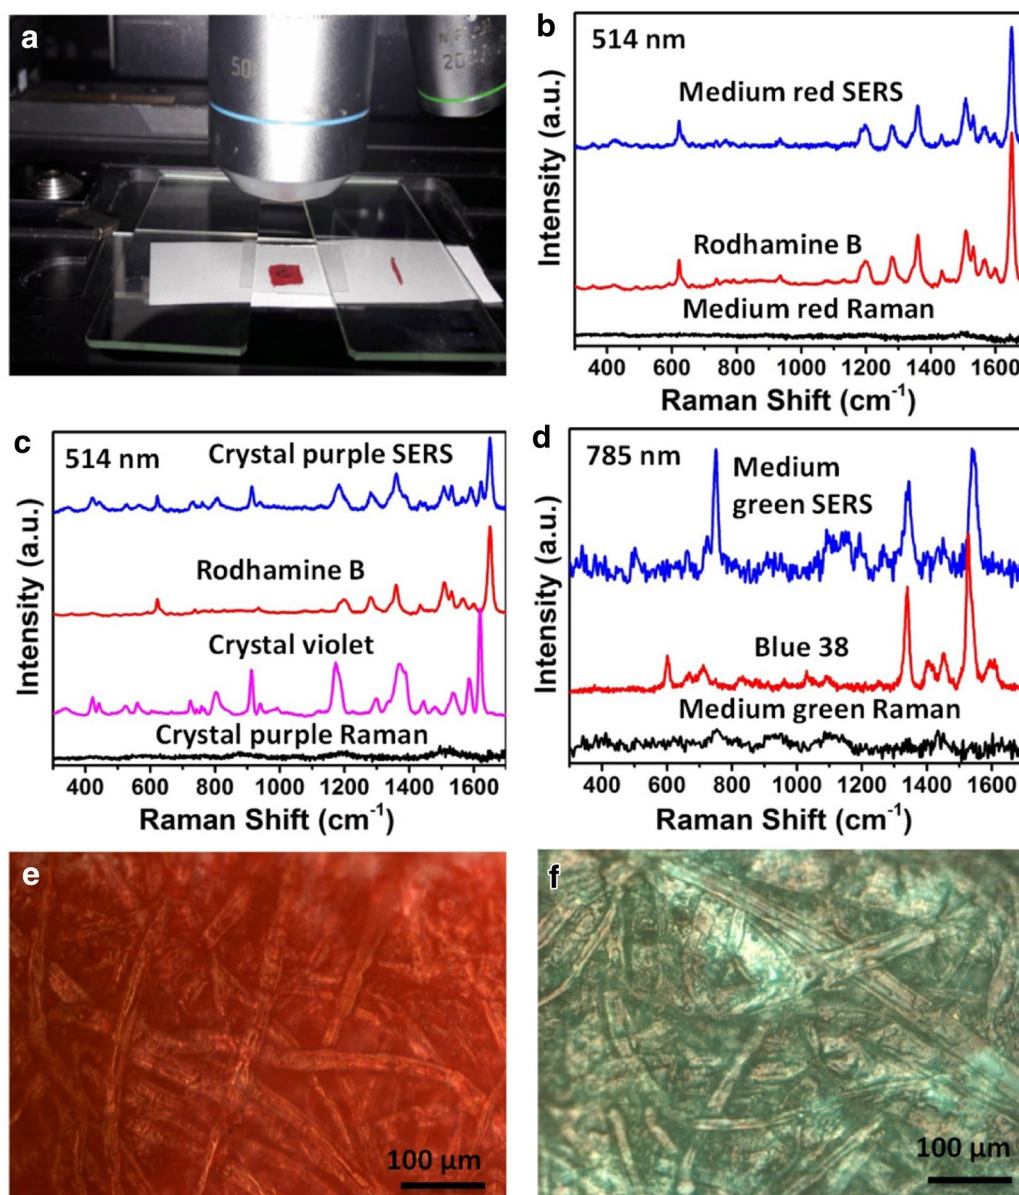 a
50X
20X
b
514 nm
Medium red SERS
Rodhamine B
Medium red Raman
Intensity (a.u.)
400 600 800 1000 1200 1400 1600
Raman Shift (cm⁻¹)
c
514 nm
Crystal purple SERS
Rodhamine B
Crystal violet
Crystal purple Raman
Intensity (a.u.)
400 600 800 1000 1200 1400 1600
Raman Shift (cm⁻¹)
d
785 nm
Medium
green SERS
Blue 38
Medium green Raman
Intensity (a.u.)
400 600 800 1000 1200 1400 1600
Raman Shift (cm⁻¹)
e
100 µm
f
100 µm